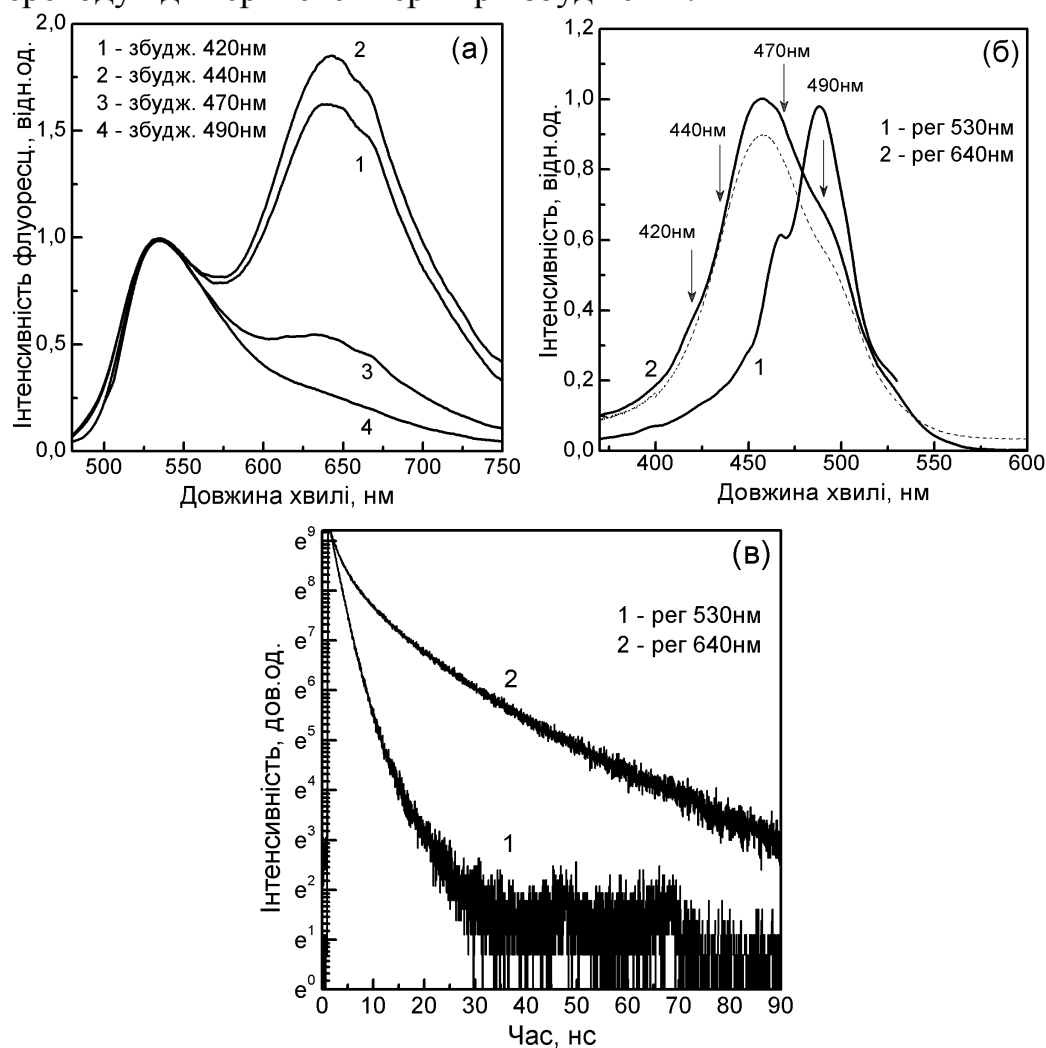 2,0
1,5
1,0
0,5
0,0
Інтенсивність флуоресц., відн.од.
1 - збудж. 420нм
2 - збудж. 440нм
3 - збудж. 470нм
4 - збудж. 490нм
(а)
2
1
3
4
500 550 600 650 700 750
Довжина хвилі, нм
1,2
1,0
0,8
0,6
0,4
0,2
0,0
Інтенсивність, відн.од.
(б)
470нм
490нм
440нм
420нм
1 - рег 530нм
2 - рег 640нм
2
1
400 450 500 550 600
Довжина хвилі, нм
e9
e8
e7
e6
e5
e4
e3
e2
e1
e0
Інтенсивність, дов.од.
(в)
1 - рег 530нм
2 - рег 640нм
2
1
0 10 20 30 40 50 60 70 80 90
Час, нс